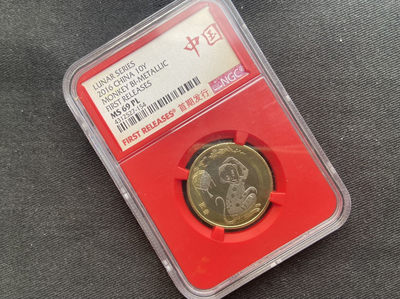 LUNAR SERIES
2016 CHINA 10Y
MONKEY BI-METALLIC
FIRST RELEASES
MS 69 PL
中国
NGC
FIRST RELEASES® 首期发行